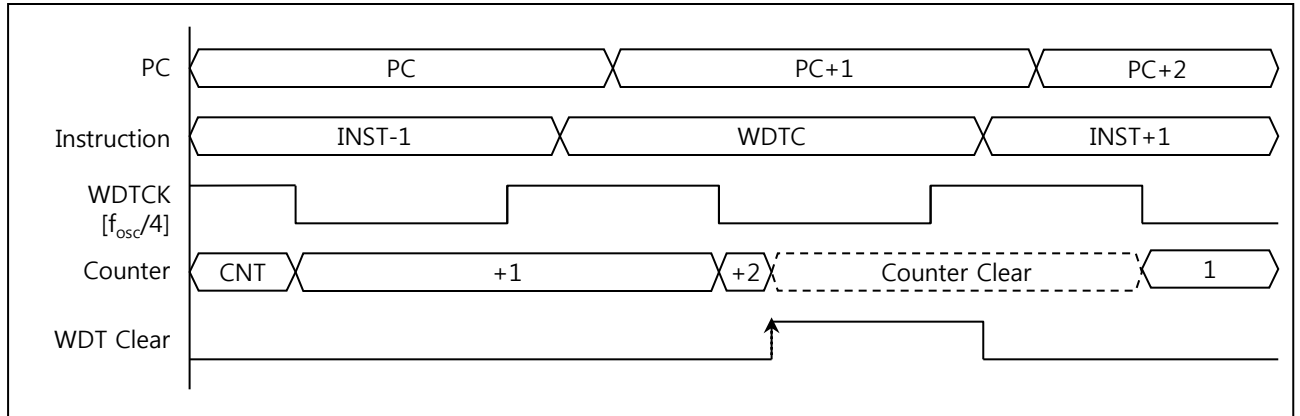 PC PC PC+1 PC+2
Instruction INST-1 WDTC INST+1
WDTCK
[fosc/4]
Counter CNT +1 +2 Counter Clear 1
WDT Clear